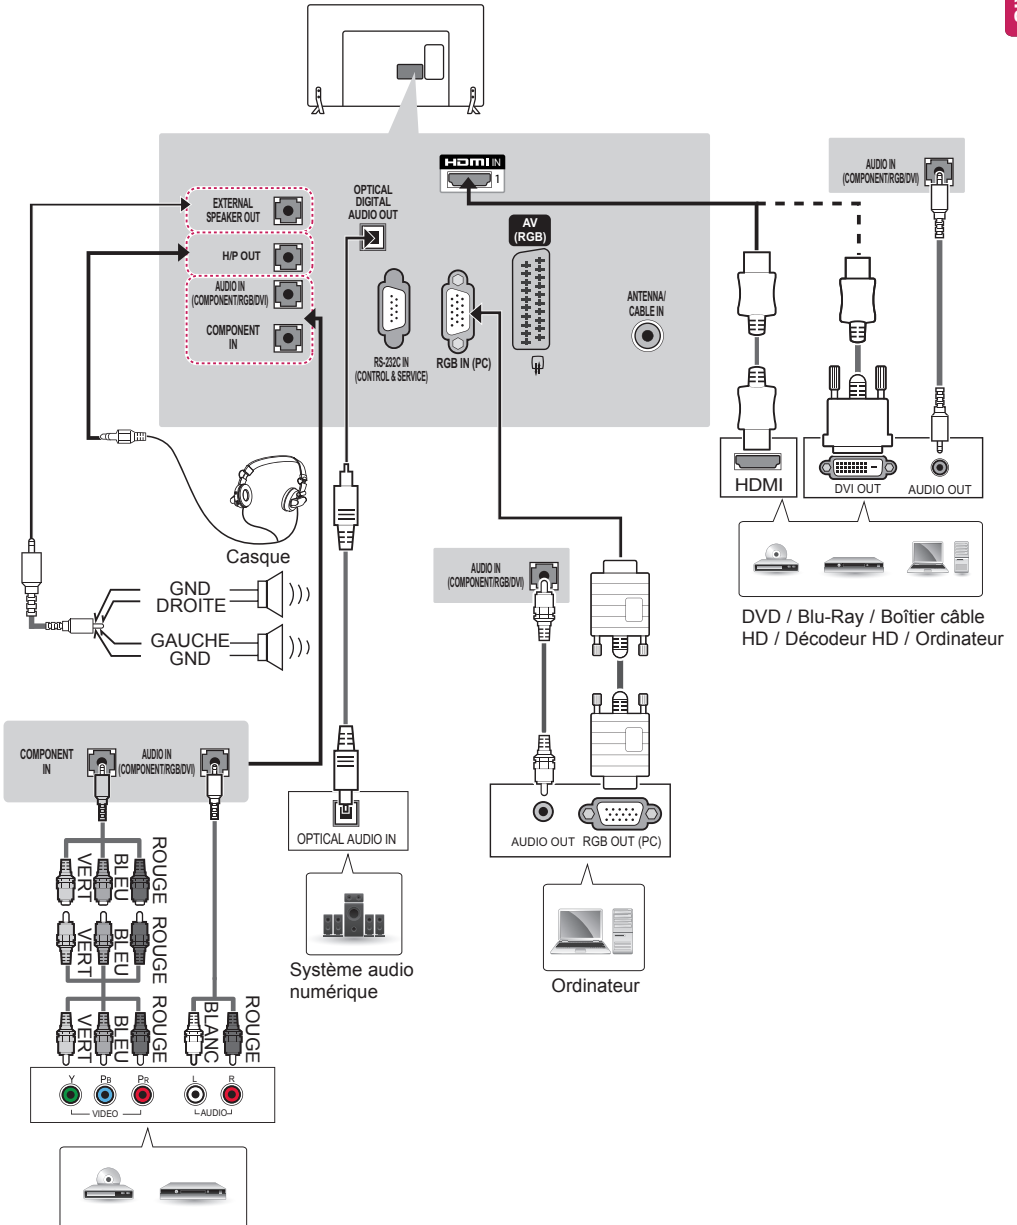 HDMI IN
1
AUDIO IN
(COMPONENT/RGB/DVI)
EXTERNAL
SPEAKER OUT
OPTICAL
DIGITAL
AUDIO OUT
AV
(RGB)
H/P OUT
AUDIO IN
(COMPONENT/RGB/DVI)
COMPONENT
IN
ANTENNA/
CABLE IN
RS-232C IN
(CONTROL & SERVICE)
RGB IN (PC)
HDMI
DVI OUT
AUDIO OUT
Casque
GND
DROITE
GAUCHE
GND
AUDIO IN
(COMPONENT/RGB/DVI)
DVD / Blu-Ray / Boîtier câble
HD / Décodeur HD / Ordinateur
COMPONENT
IN
AUDIO IN
(COMPONENT/RGB/DVI)
OPTICAL AUDIO IN
AUDIO OUT
RGB OUT (PC)
VERT
BLEU
ROUGE
VERT
BLEU
ROUGE
Système audio
numérique
Ordinateur
VERT
BLEU
ROUGE
BLANC
ROUGE
Y
PB
PR
L
R
VIDEO
AUDIO